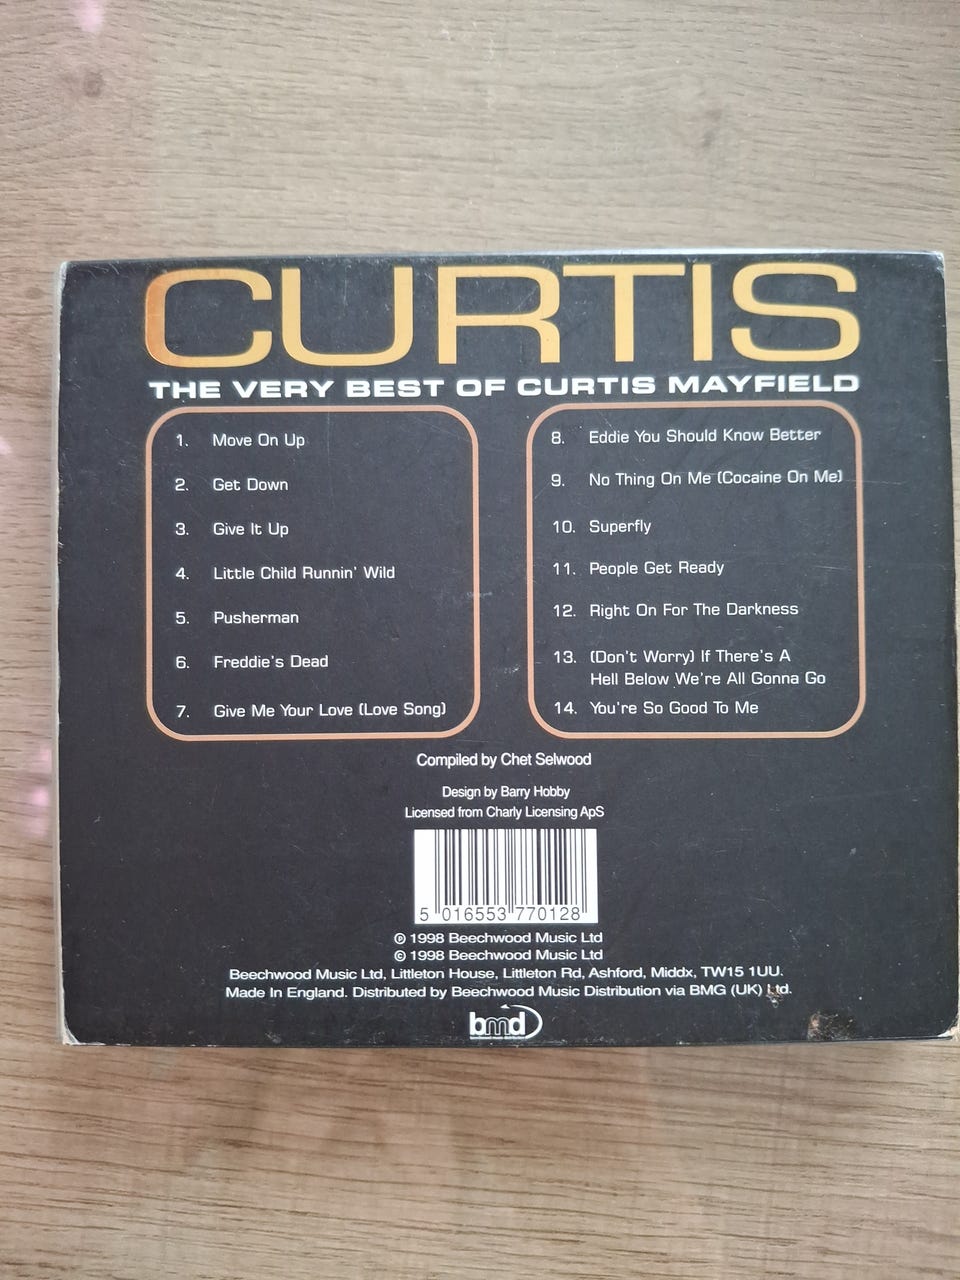 CURTIS
THE VERY BEST OF CURTIS MAYFIELD
1. Move On Up
2. Get Down
3. Give It Up
4. Little Child Runnin' Wild
5. Pusherman
6. Freddie's Dead
7. Give Me Your Love (Love Song)
8. Eddie You Should Know Better
9. No Thing On Me (Cocaine On Me)
10. Superfly
11. People Get Ready
12. Right On For The Darkness
13. (Don't Worry) If There's A
Hell Below We're All Gonna Go
14. You're So Good To Me
Compiled by Chet Selwood
Design by Barry Hobby
Licensed from Charly Licensing ApS
5 016553 770128
℗ 1998 Beechwood Music Ltd
© 1998 Beechwood Music Ltd
Beechwood Music Ltd, Littleton House, Littleton Rd, Ashford, Middx, TW15 1UU.
Made In England. Distributed by Beechwood Music Distribution via BMG (UK) Ltd.
bmd